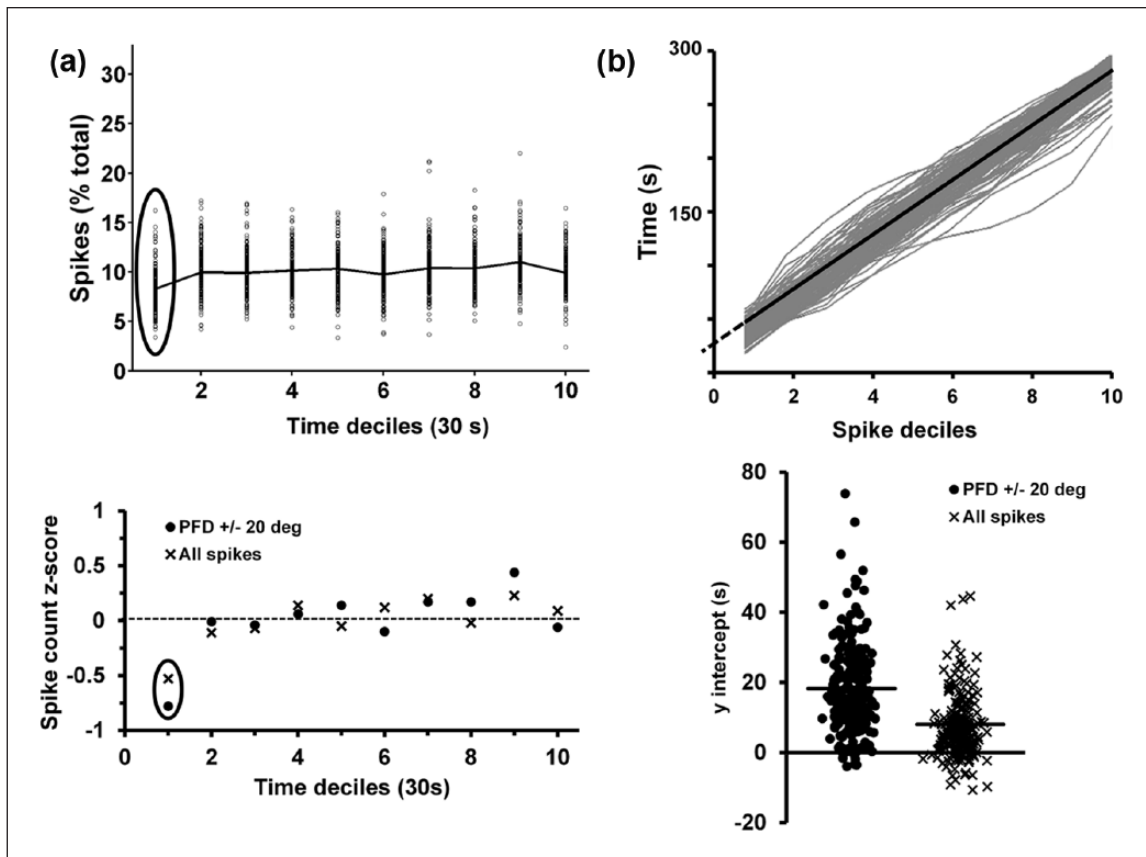 (a)
30
25
20
15
10
5
0
Spikes (% total)
2 4 6 8 10
Time deciles (30 s)
(b)
300
150
Time (s)
0 2 4 6 8 10
Spike deciles
1
0.5
0
-0.5
-1
Spike count z-score
PFD +/- 20 deg
All spikes
0 2 4 6 8 10
Time deciles (30s)
80
60
40
20
0
-20
y intercept (s)
PFD +/- 20 deg
All spikes